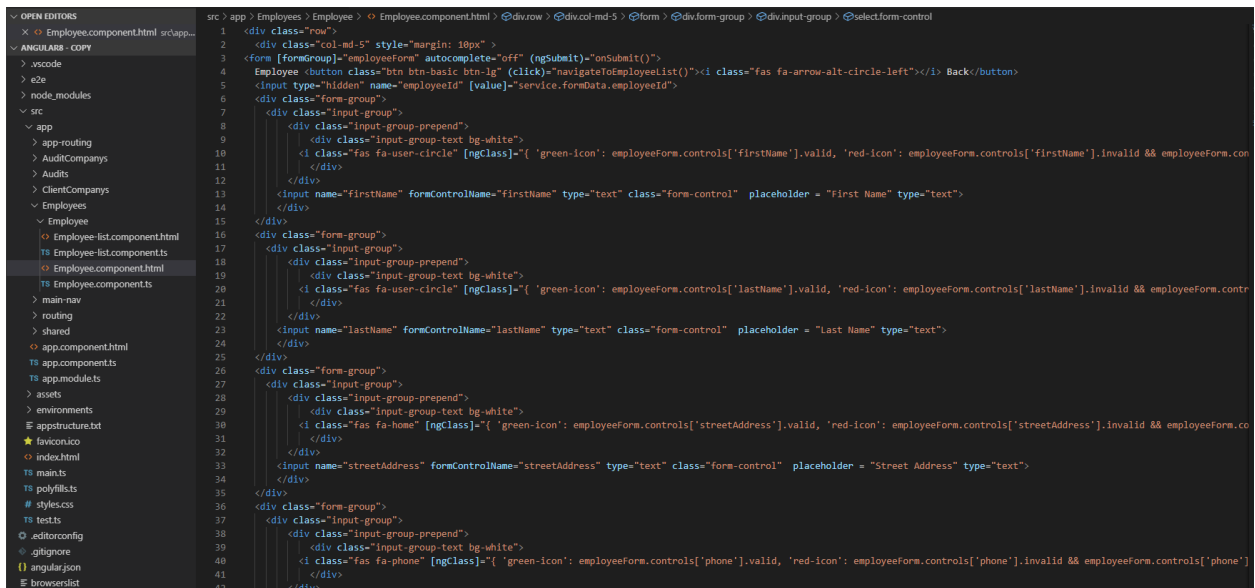 OPEN EDITORS
Employee.component.html src\app...
ANGULAR8 - COPY
.vscode
e2e
node_modules
src
app
app-routing
AuditCompanys
Audits
ClientCompanys
Employees
Employee
Employee-list.component.html
TS Employee-list.component.ts
Employee.component.html
TS Employee.component.ts
main-nav
routing
shared
app.component.html
TS app.component.ts
TS app.module.ts
assets
environments
appstructure.txt
favicon.ico
index.html
TS main.ts
TS polyfills.ts
# styles.css
TS test.ts
.editorconfig
.gitignore
{} angular.json
browserslist
src > app > Employees > Employee > Employee.component.html > div.row > div.col-md-5 > form > div.form-group > div.input-group > select.form-control
1 <div class="row">
2 <div class="col-md-5" style="margin: 10px" >
3 <form [formGroup]="employeeForm" autocomplete="off" (ngSubmit)="onSubmit()">
4 Employee <button class="btn btn-basic btn-lg" (click)="navigateToEmployeeList()"><i class="fas fa-arrow-alt-circle-left"></i> Back</button>
5 <input type="hidden" name="employeeId" [value]="service.formData.employeeId">
6 <div class="form-group">
7 <div class="input-group">
8 <div class="input-group-prepend">
9 <div class="input-group-text bg-white">
10 <i class="fas fa-user-circle" [ngClass]="{ 'green-icon': employeeForm.controls['firstName'].valid, 'red-icon': employeeForm.controls['firstName'].invalid && employeeForm.con
11 </div>
12 </div>
13 <input name="firstName" formControlName="firstName" type="text" class="form-control" placeholder = "First Name" type="text">
14 </div>
15 </div>
16 <div class="form-group">
17 <div class="input-group">
18 <div class="input-group-prepend">
19 <div class="input-group-text bg-white">
20 <i class="fas fa-user-circle" [ngClass]="{ 'green-icon': employeeForm.controls['lastName'].valid, 'red-icon': employeeForm.controls['lastName'].invalid && employeeForm.contr
21 </div>
22 </div>
23 <input name="lastName" formControlName="lastName" type="text" class="form-control" placeholder = "Last Name" type="text">
24 </div>
25 </div>
26 <div class="form-group">
27 <div class="input-group">
28 <div class="input-group-prepend">
29 <div class="input-group-text bg-white">
30 <i class="fas fa-home" [ngClass]="{ 'green-icon': employeeForm.controls['streetAddress'].valid, 'red-icon': employeeForm.controls['streetAddress'].invalid && employeeForm.co
31 </div>
32 </div>
33 <input name="streetAddress" formControlName="streetAddress" type="text" class="form-control" placeholder = "Street Address" type="text">
34 </div>
35 </div>
36 <div class="form-group">
37 <div class="input-group">
38 <div class="input-group-prepend">
39 <div class="input-group-text bg-white">
40 <i class="fas fa-phone" [ngClass]="{ 'green-icon': employeeForm.controls['phone'].valid, 'red-icon': employeeForm.controls['phone'].invalid && employeeForm.controls['phone']
41 </div>
42 </div>